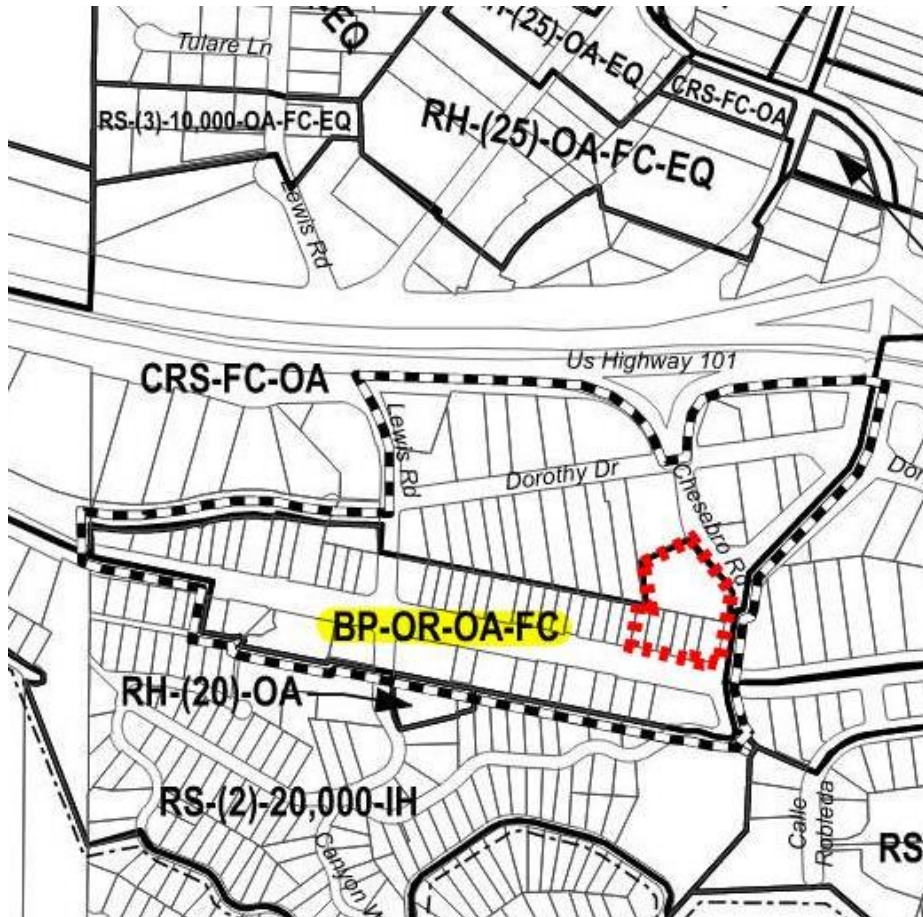 -EQ
Tulare Ln
-(25)-OA-EQ
CRS-FC-OA
RS-(3)-10,000-OA-FC-EQ
RH-(25)-OA-FC-EQ
Lewis Rd
Us Highway 101
CRS-FC-OA
Lewis Rd
Dorothy Dr
Chesebro Rd
BP-OR-OA-FC
RH-(20)-OA
RS-(2)-20,000-IH
Canyon W
Calle
Robleda
RS